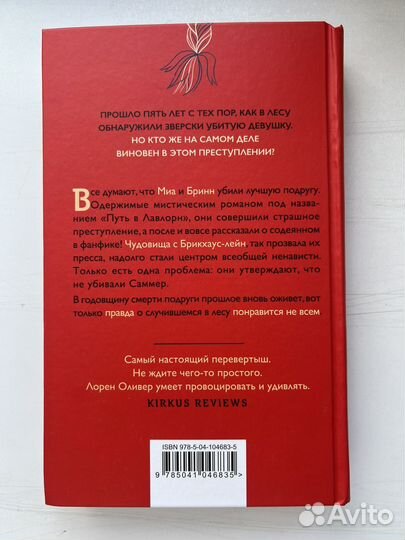 ПРОШЛО ПЯТЬ ЛЕТ С ТЕХ ПОР, КАК В ЛЕСУ
ОБНАРУЖИЛИ ЗВЕРСКИ УБИТУЮ ДЕВУШКУ.
НО КТО ЖЕ НА САМОМ ДЕЛЕ
ВИНОВЕН В ЭТОМ ПРЕСТУПЛЕНИИ?
Все думают, что Миа и Бринн убили лучшую подругу.
Одержимые мистическим романом под назва-
нием «Путь в Лавлорн», они совершили страшное
преступление, а после и вовсе рассказали о содеянном
в фанфике! Чудовища с Брикхаус-лейн, так прозвала их
пресса, надолго стали центром всеобщей ненависти.
Только есть одна проблема: они утверждают, что
не убивали Саммер.
В годовщину смерти подруги прошлое вновь оживет, вот
только правда о случившемся в лесу понравится не всем
Самый настоящий перевертыш.
Не ждите чего-то простого.
Лорен Оливер умеет провоцировать и удивлять.
KIRKUS REVIEWS
ISBN 978-5-04-104683-5
9 785041 046835 >
Avito